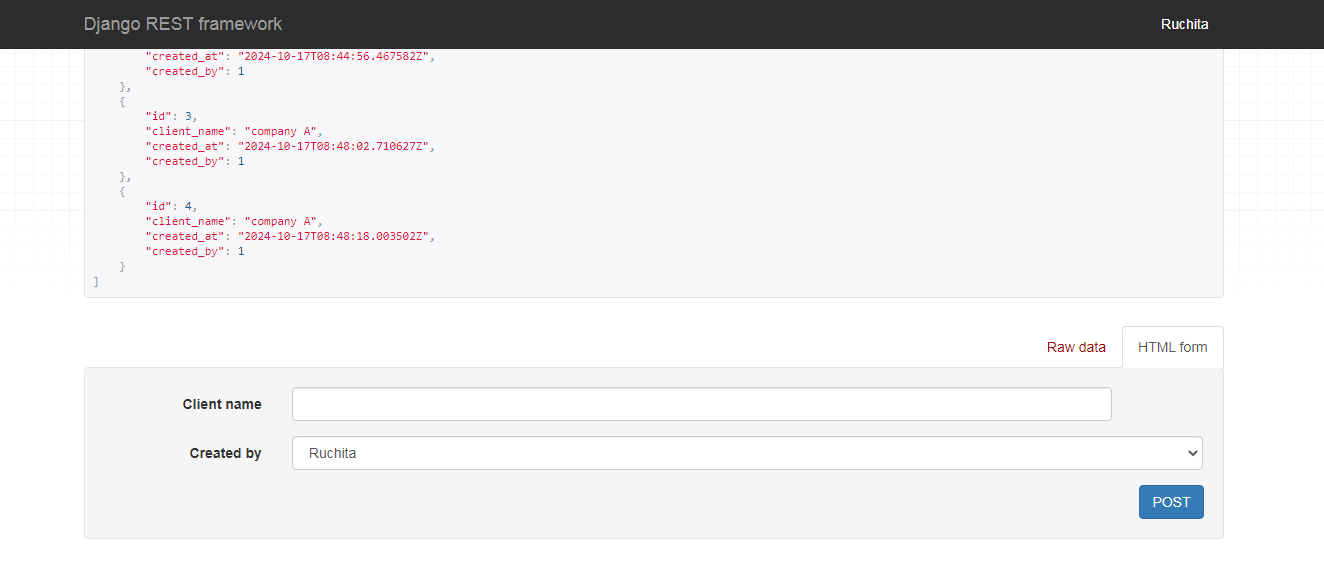 Django REST framework
Ruchita
"created_at": "2024-10-17T08:44:56.467582Z",
"created_by": 1
},
{
"id": 3,
"client_name": "company A",
"created_at": "2024-10-17T08:48:02.710627Z",
"created_by": 1
},
{
"id": 4,
"client_name": "company A",
"created_at": "2024-10-17T08:48:18.003502Z",
"created_by": 1
}
]
Raw data
HTML form
Client name
Created by
Ruchita
POST